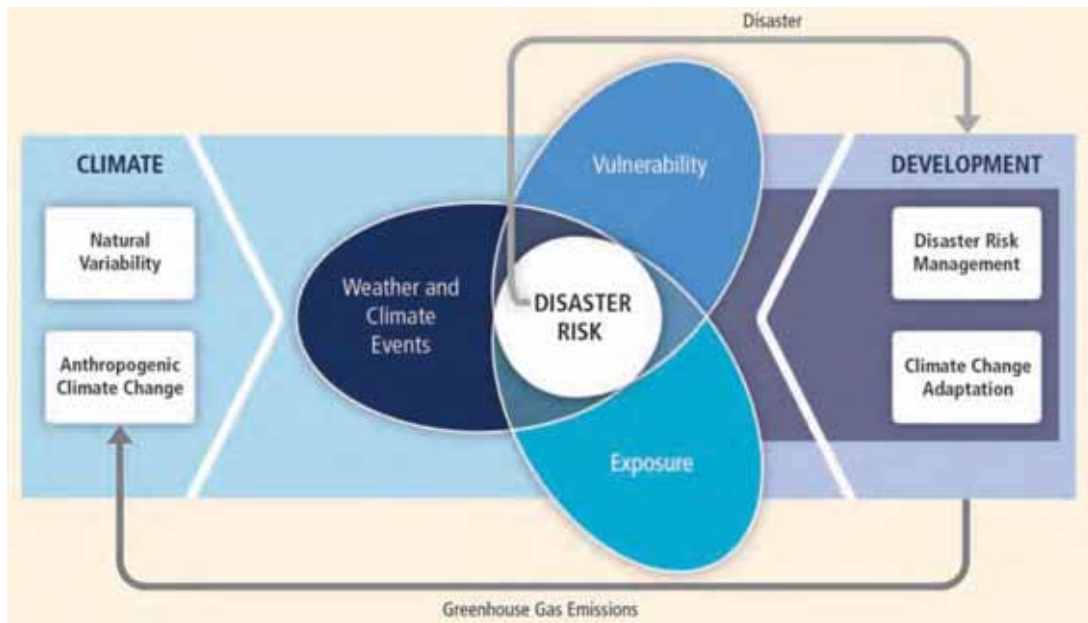 Disaster
CLIMATE
Natural
Variability
Anthropogenic
Climate Change
Weather and
Climate
Events
Vulnerability
DISASTER
RISK
Exposure
DEVELOPMENT
Disaster Risk
Management
Climate Change
Adaptation
Greenhouse Gas Emissions